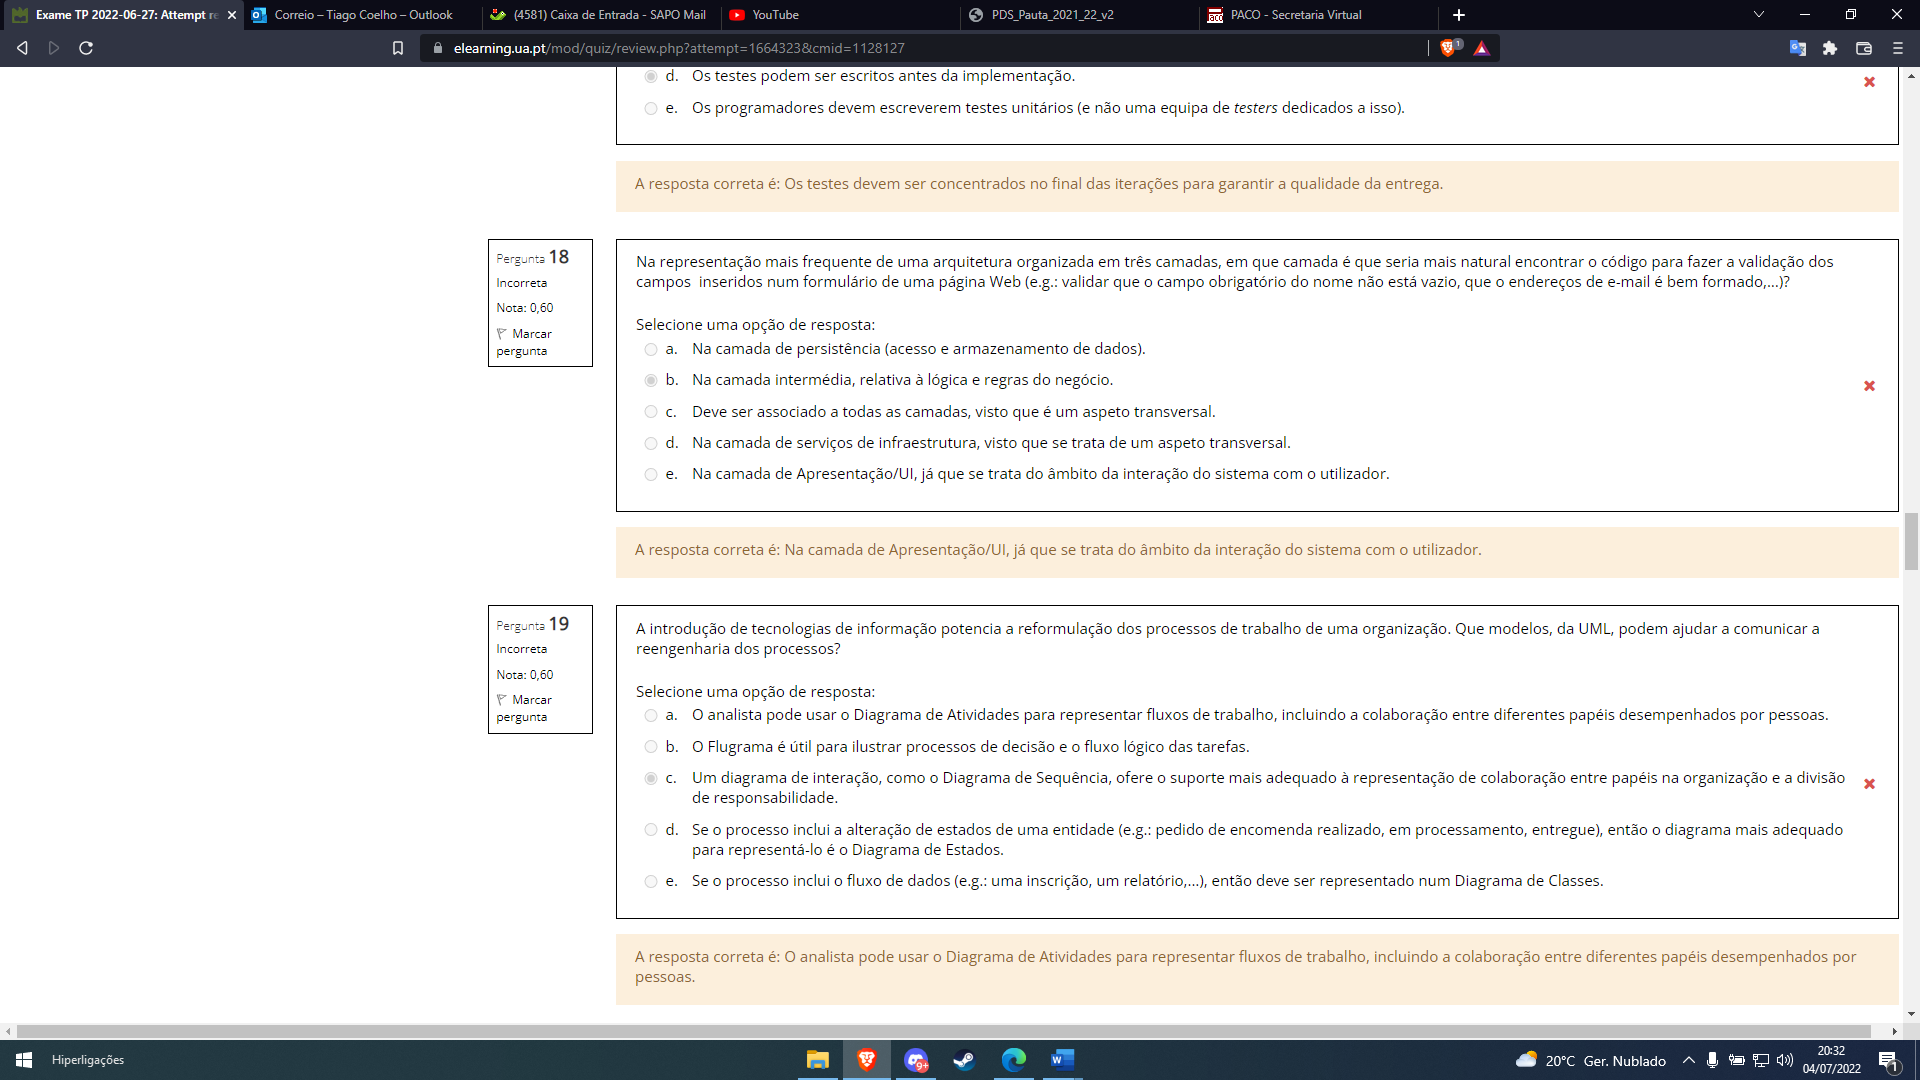 Exame TP 2022-06-27: Attempt re
Correio – Tiago Coelho – Outlook
(4581) Caixa de Entrada - SAPO Mail
YouTube
PDS_Pauta_2021_22_v2
PACO - Secretaria Virtual
elearning.ua.pt/mod/quiz/review.php?attempt=1664323&cmid=1128127
1
d. Os testes podem ser escritos antes da implementação.
e. Os programadores devem escreverem testes unitários (e não uma equipa de testers dedicados a isso).
A resposta correta é: Os testes devem ser concentrados no final das iterações para garantir a qualidade da entrega.
Pergunta 18
Incorreta
Nota: 0,60
Marcar
pergunta
Na representação mais frequente de uma arquitetura organizada em três camadas, em que camada é que seria mais natural encontrar o código para fazer a validação dos
campos inseridos num formulário de uma página Web (e.g.: validar que o campo obrigatório do nome não está vazio, que o endereços de e-mail é bem formado,...)?
Selecione uma opção de resposta:
a. Na camada de persistência (acesso e armazenamento de dados).
b. Na camada intermédia, relativa à lógica e regras do negócio.
c. Deve ser associado a todas as camadas, visto que é um aspeto transversal.
d. Na camada de serviços de infraestrutura, visto que se trata de um aspeto transversal.
e. Na camada de Apresentação/UI, já que se trata do âmbito da interação do sistema com o utilizador.
A resposta correta é: Na camada de Apresentação/UI, já que se trata do âmbito da interação do sistema com o utilizador.
Pergunta 19
Incorreta
Nota: 0,60
Marcar
pergunta
A introdução de tecnologias de informação potencia a reformulação dos processos de trabalho de uma organização. Que modelos, da UML, podem ajudar a comunicar a
reengenharia dos processos?
Selecione uma opção de resposta:
a. O analista pode usar o Diagrama de Atividades para representar fluxos de trabalho, incluindo a colaboração entre diferentes papéis desempenhados por pessoas.
b. O Flugrama é útil para ilustrar processos de decisão e o fluxo lógico das tarefas.
c. Um diagrama de interação, como o Diagrama de Sequência, ofere o suporte mais adequado à representação de colaboração entre papéis na organização e a divisão
de responsabilidade.
d. Se o processo inclui a alteração de estados de uma entidade (e.g.: pedido de encomenda realizado, em processamento, entregue), então o diagrama mais adequado
para representá-lo é o Diagrama de Estados.
e. Se o processo inclui o fluxo de dados (e.g.: uma inscrição, um relatório,...), então deve ser representado num Diagrama de Classes.
A resposta correta é: O analista pode usar o Diagrama de Atividades para representar fluxos de trabalho, incluindo a colaboração entre diferentes papéis desempenhados por
pessoas.
Hiperligações
9+
20°C Ger. Nublado
20:32
04/07/2022
1